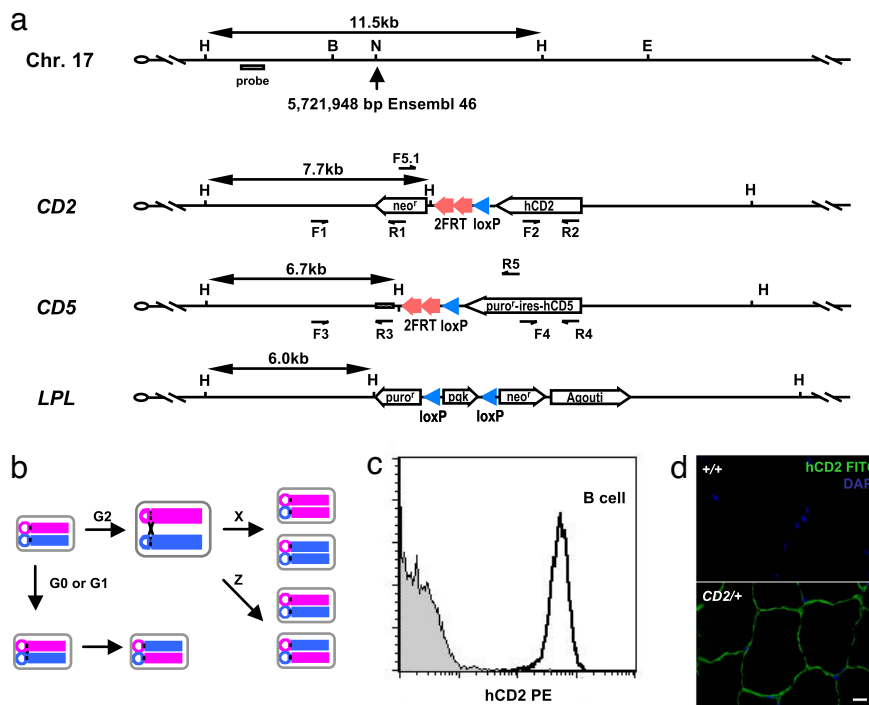 a
11.5kb
H B N H E
Chr. 17
probe
5,721,948 bp Ensembl 46
F5.1
7.7kb
H H H
CD2
neoʳ
hCD2
2FRT loxP
F1 R1 F2 R2
R5
6.7kb
H H H
CD5
puroʳ-ires-hCD5
2FRT loxP
F3 R3 F4 R4
6.0kb
H H H
LPL
puroʳ pgk neoʳ Agouti
loxP loxP
b
G2
X
Z
G0 or G1
c
B cell
hCD2 PE
d
+/+
hCD2 FITC
DAP
CD2/+